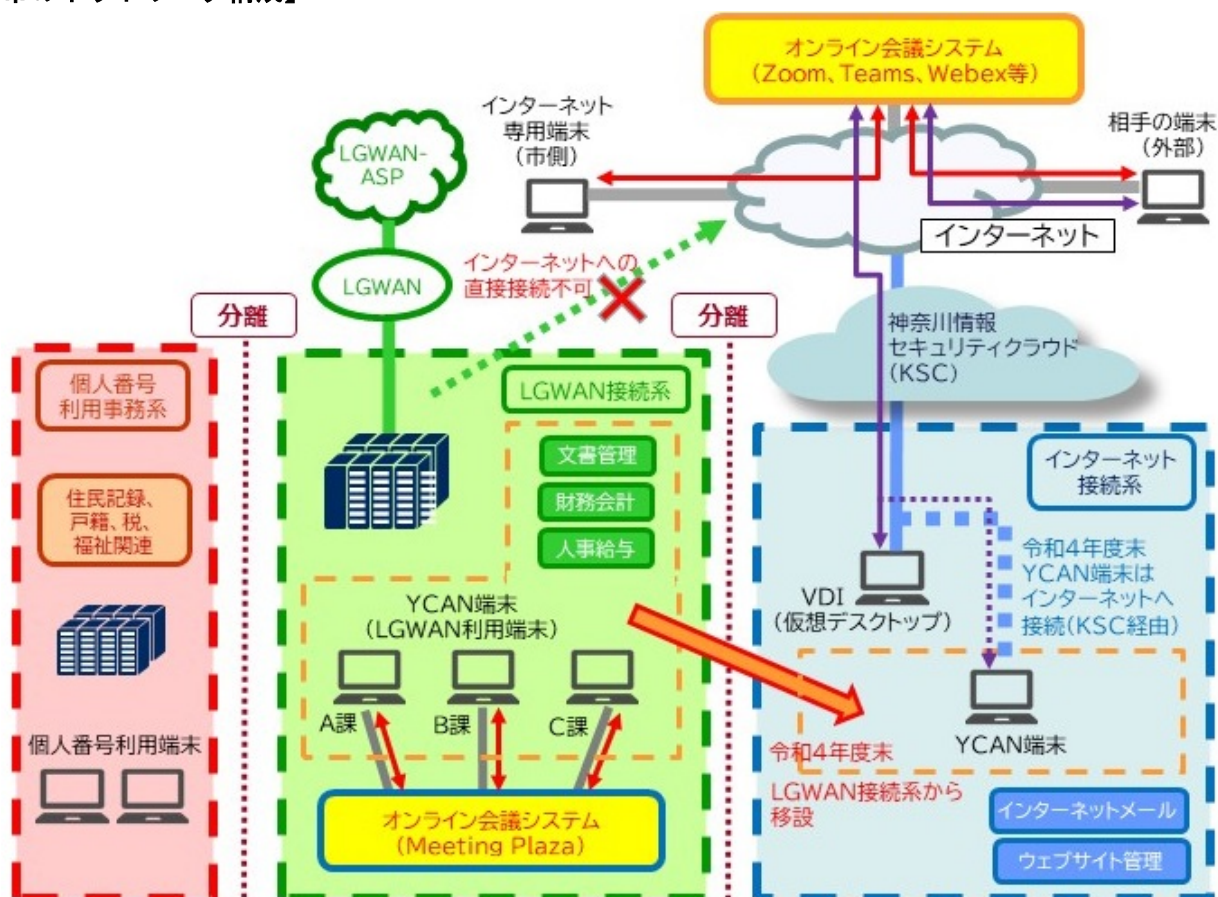 オンライン会議システム
(Zoom、Teams、Webex等)
インターネット
専用端末
(市側)
相手の端末
(外部)
LGWAN-
ASP
インターネット
LGWAN
インターネットへの
直接接続不可
分離
分離
神奈川情報
セキュリティクラウド
(KSC)
個人番号
利用事務系
住民記録、
戸籍、税、
福祉関連
個人番号利用端末
LGWAN接続系
文書管理
財務会計
人事給与
YCAN端末
(LGWAN利用端末)
A課
B課
C課
オンライン会議システム
(Meeting Plaza)
インターネット
接続系
令和4年度末
YCAN端末は
インターネットへ
接続(KSC経由)
VDI
(仮想デスクトップ)
YCAN端末
令和4年度末
LGWAN接続系から
移設
インターネットメール
ウェブサイト管理